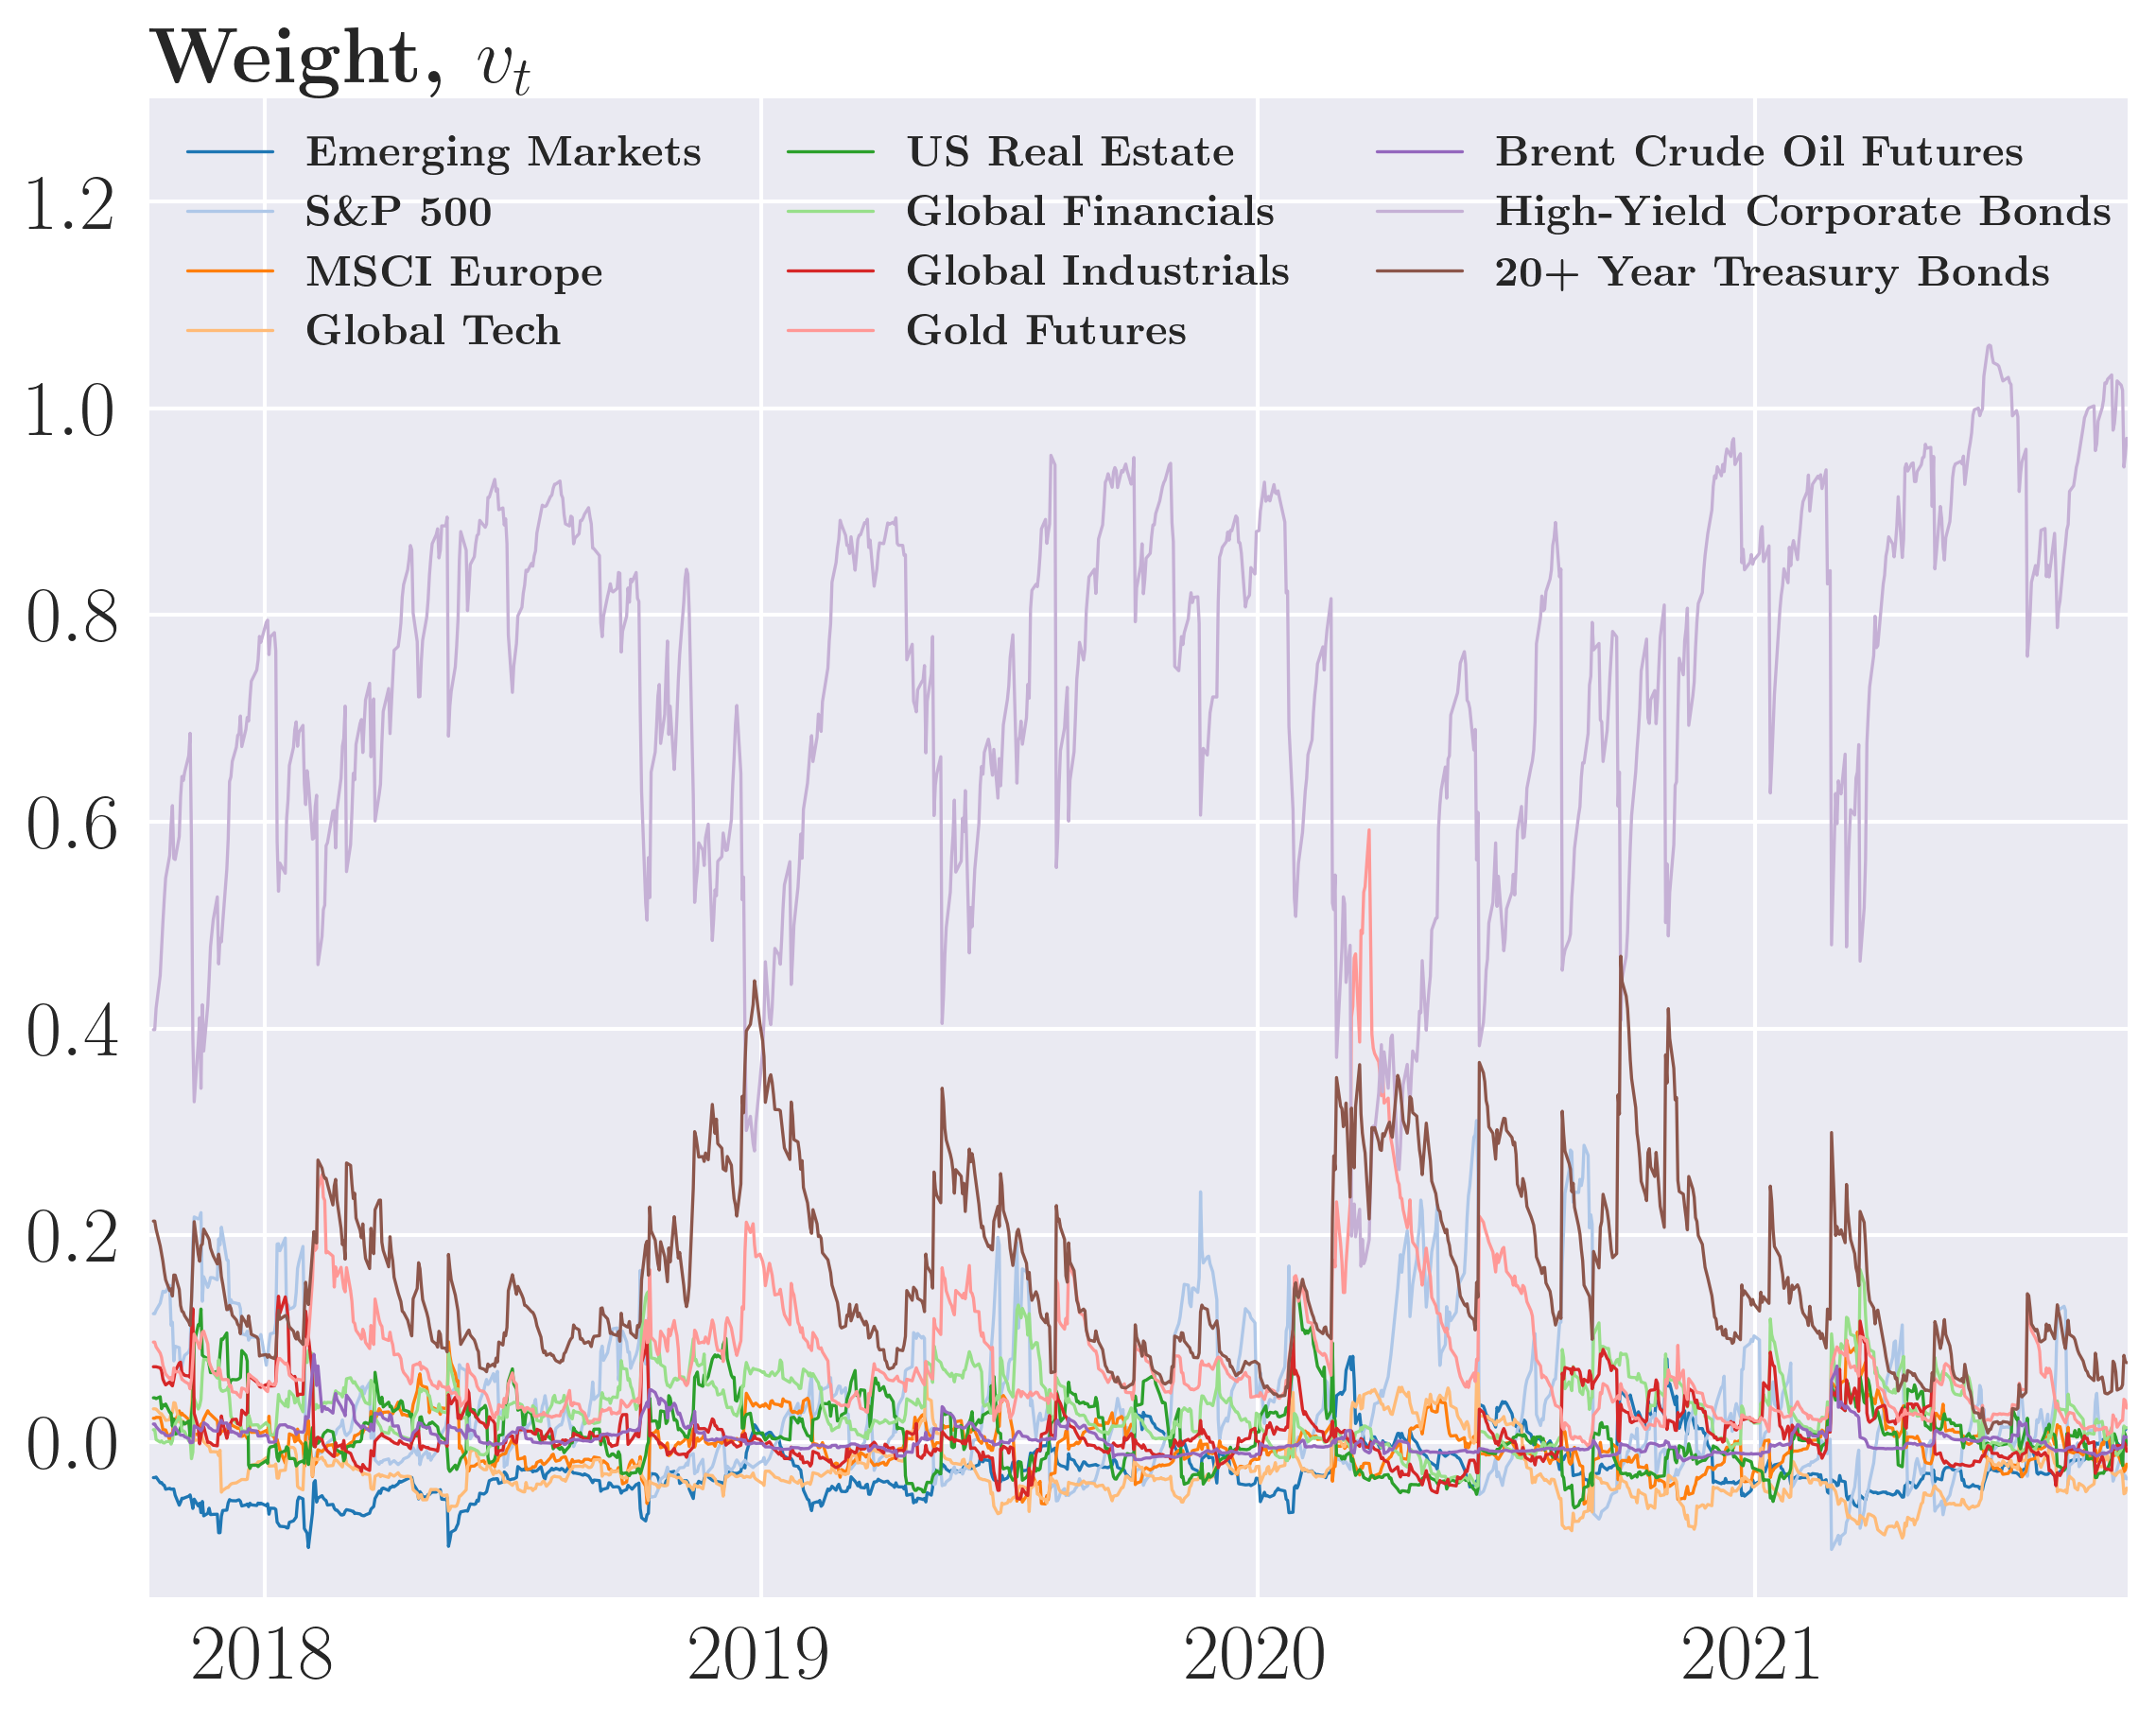 Weight, v_t
Emerging Markets
S&P 500
MSCI Europe
Global Tech
US Real Estate
Global Financials
Global Industrials
Gold Futures
Brent Crude Oil Futures
High-Yield Corporate Bonds
20+ Year Treasury Bonds
1.2
1.0
0.8
0.6
0.4
0.2
0.0
2018 2019 2020 2021